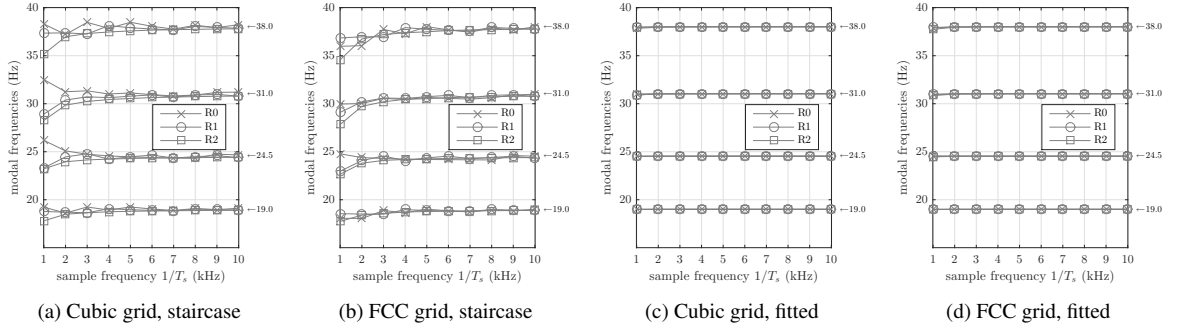 40
35
30
25
20
modal frequencies (Hz)
←38.0
←31.0
←24.5
←19.0
R0
R1
R2
1 2 3 4 5 6 7 8 9 10
sample frequency 1/Ts (kHz)
(a) Cubic grid, staircase
40
35
30
25
20
modal frequencies (Hz)
←38.0
←31.0
←24.5
←19.0
R0
R1
R2
1 2 3 4 5 6 7 8 9 10
sample frequency 1/Ts (kHz)
(b) FCC grid, staircase
40
35
30
25
20
modal frequencies (Hz)
←38.0
←31.0
←24.5
←19.0
R0
R1
R2
1 2 3 4 5 6 7 8 9 10
sample frequency 1/Ts (kHz)
(c) Cubic grid, fitted
40
35
30
25
20
modal frequencies (Hz)
←38.0
←31.0
←24.5
←19.0
R0
R1
R2
1 2 3 4 5 6 7 8 9 10
sample frequency 1/Ts (kHz)
(d) FCC grid, fitted